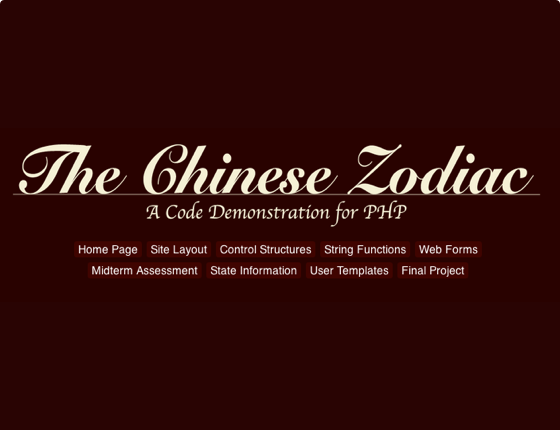 The Chinese Zodiac
A Code Demonstration for PHP
Home Page Site Layout Control Structures String Functions Web Forms
Midterm Assessment State Information User Templates Final Project